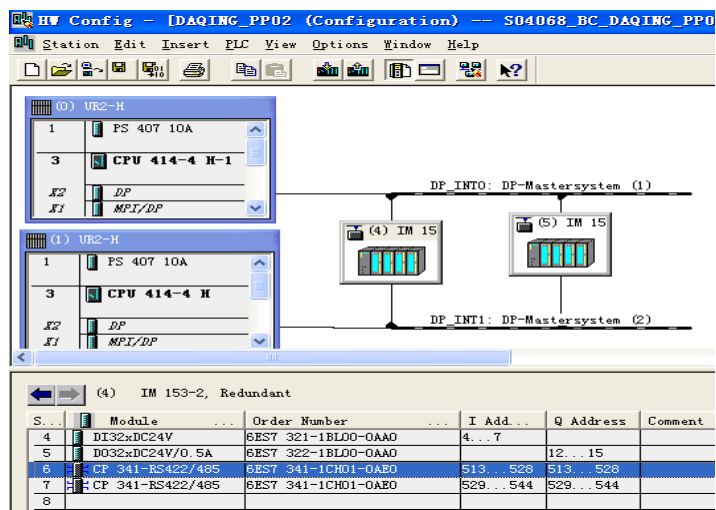 HW Config - [DAQING_PP02 (Configuration) -- S04068_BC_DAQING_PP0
Station Edit Insert PLC View Options Window Help
(0) UR2-H
1 PS 407 10A
3 CPU 414-4 H-1
X2 DP
X1 MPI/DP
DP_INT0: DP-Mastersystem (1)
(4) IM 15
(5) IM 15
(1) UR2-H
1 PS 407 10A
3 CPU 414-4 H
X2 DP
X1 MPI/DP
DP_INT1: DP-Mastersystem (2)
(4) IM 153-2, Redundant
S... Module ... Order Number ... I Add... Q Address Comment
4 DI32xDC24V 6ES7 321-1BL00-0AA0 4...7
5 DO32xDC24V/0.5A 6ES7 322-1BL00-0AA0 12...15
6 CP 341-RS422/485 6ES7 341-1CH01-0AE0 513...528 513...528
7 CP 341-RS422/485 6ES7 341-1CH01-0AE0 529...544 529...544
8